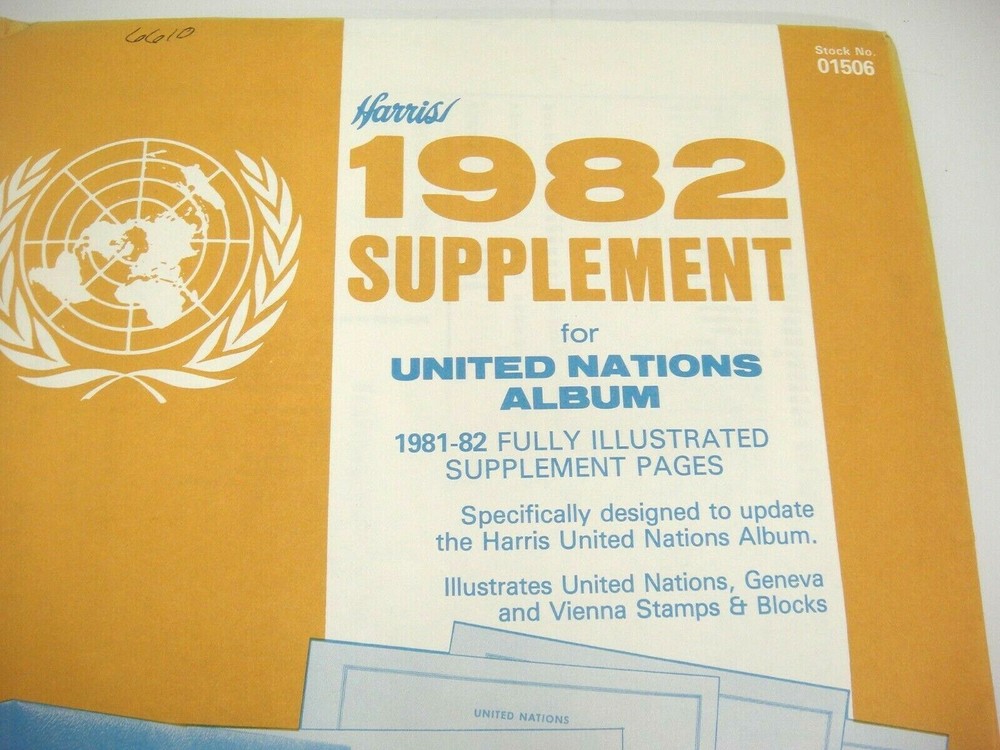 6610
Stock No.
01506
Harris
1982
SUPPLEMENT
for
UNITED NATIONS
ALBUM
1981-82 FULLY ILLUSTRATED
SUPPLEMENT PAGES
Specifically designed to update
the Harris United Nations Album.
Illustrates United Nations, Geneva
and Vienna Stamps & Blocks
UNITED NATIONS